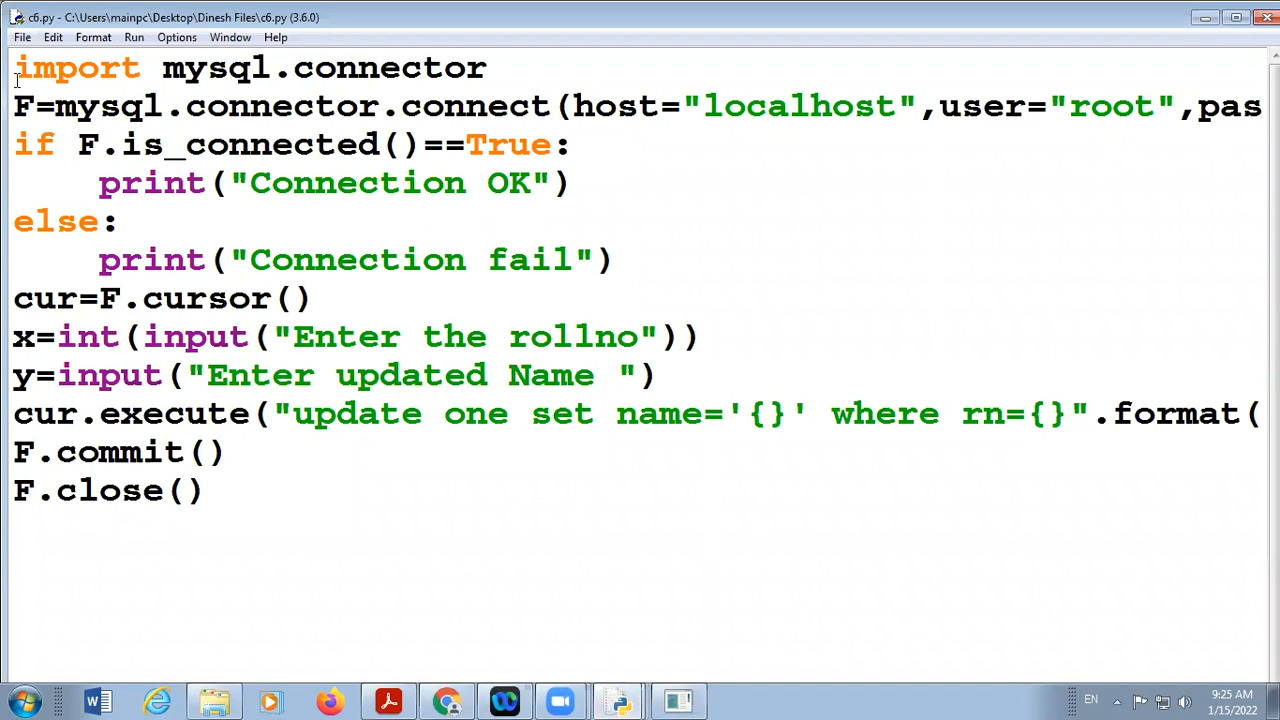 c6.py - C:\Users\mainpc\Desktop\Dinesh Files\c6.py (3.6.0)
File Edit Format Run Options Window Help
import mysql.connector
F=mysql.connector.connect(host="localhost",user="root",pas
if F.is_connected()==True:
    print("Connection OK")
else:
    print("Connection fail")
cur=F.cursor()
x=int(input("Enter the rollno"))
y=input("Enter updated Name ")
cur.execute("update one set name='{}' where rn={}".format(
F.commit()
F.close()
EN
9:25 AM
1/15/2022